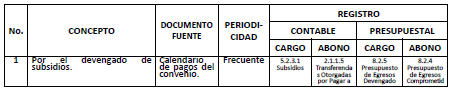 REGISTRO
No. CONCEPTO DOCUMENTO FUENTE PERIODI-CIDAD CONTABLE PRESUPUESTAL
CARGO ABONO CARGO ABONO
1 Por el devengado de subsidios. Calendario de pagos del convenio. Frecuente
5.2.3.1 Subsidios
2.1.1.5 Transferencia s Otorgadas por Pagar a
8.2.5 Presupuesto de Egresos Devengado
8.2.4 Presupuesto de Egresos Comprometid